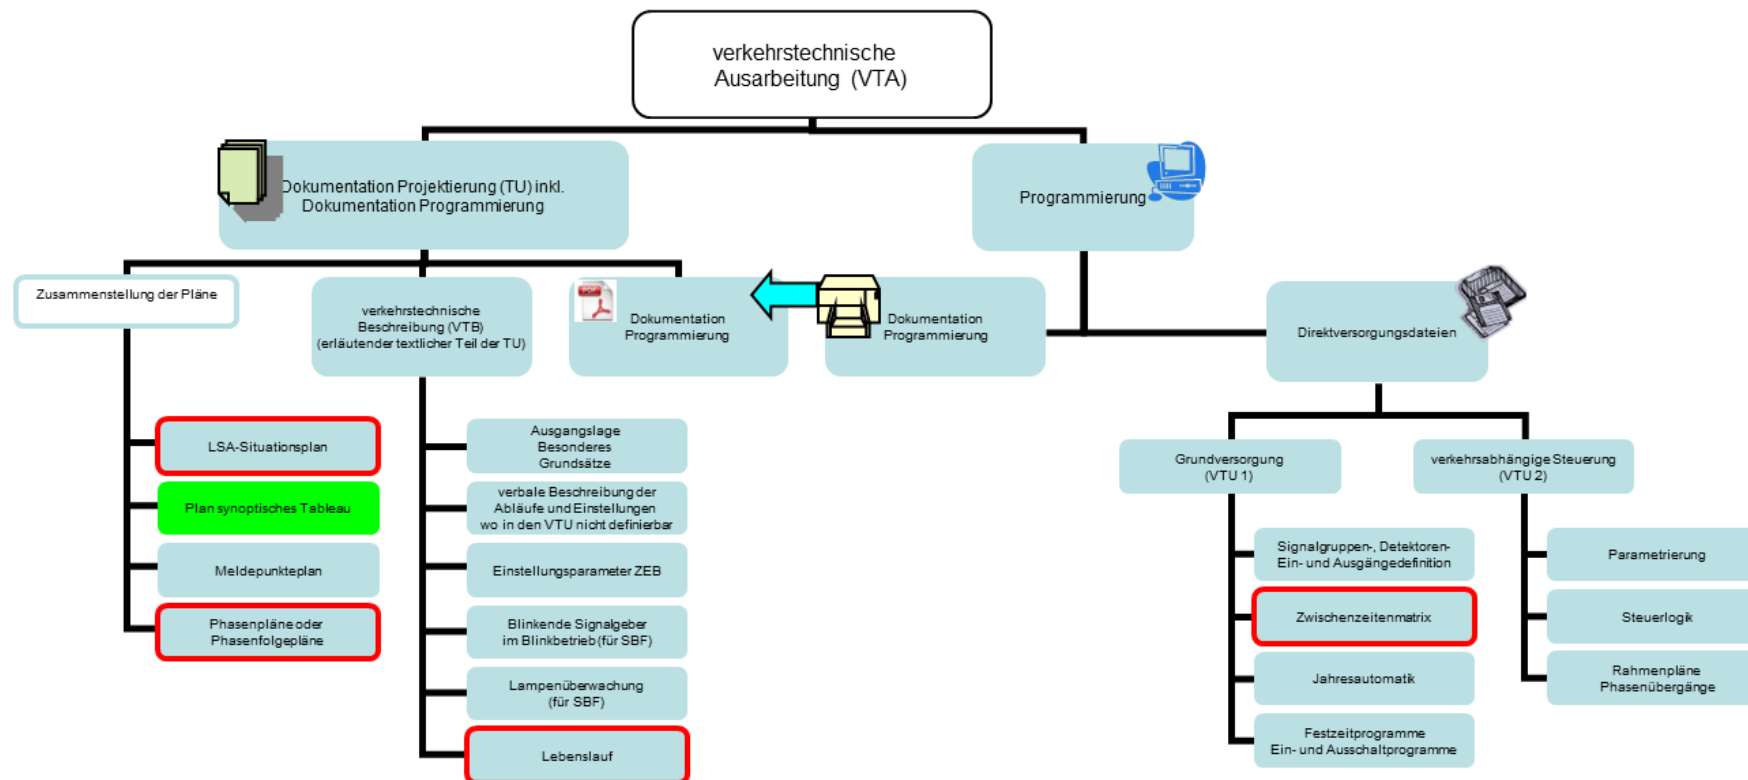 verkehrstechnische
Ausarbeitung (VTA)
Dokumentation Projektierung (TU) inkl.
Dokumentation Programmierung
Programmierung
Zusammenstellung der Pläne
verkehrstechnische
Beschreibung (VTB)
(erläutender textlicher Teil der TU)
PDF
Dokumentation
Programmierung
Dokumentation
Programmierung
Direktversorgungsdateien
LSA-Situationsplan
Plan synoptisches Tableau
Meldepunkteplan
Phasenpläne oder
Phasenfolgepläne
Ausgangslage
Besonderes
Grundsätze
verbale Beschreibung der
Abläufe und Einstellungen
wo in den VTU nicht definierbar
Einstellungsparameter ZEB
Blinkende Signalgeber
im Blinkbetrieb (für SBF)
Lampenüberwachung
(für SBF)
Lebenslauf
Grundversorgung
(VTU 1)
verkehrsabhängige Steuerung
(VTU 2)
Signalgruppen-, Detektoren-
Ein- und Ausgängedefinition
Zwischenzeitenmatrix
Jahresautomatik
Festzeitprogramme
Ein- und Ausschaltprogramme
Parametrierung
Steuerlogik
Rahmenpläne
Phasenübergänge